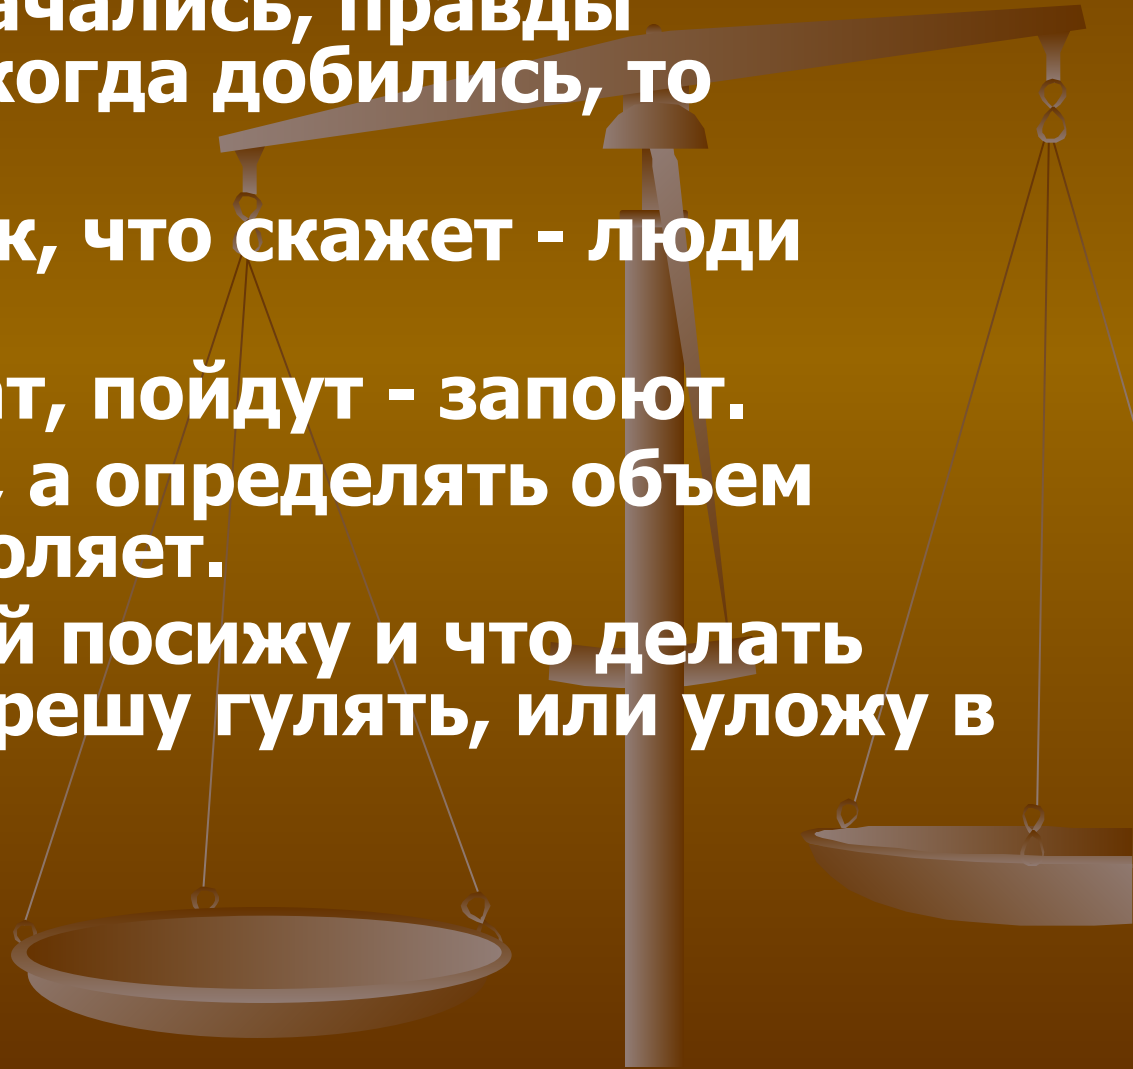 ачались, правды
когда добились, то
к, что скажет - люди
ат, пойдут - запоют.
, а определять объем
оляет.
й посижу и что делать
решу гулять, или уложу в